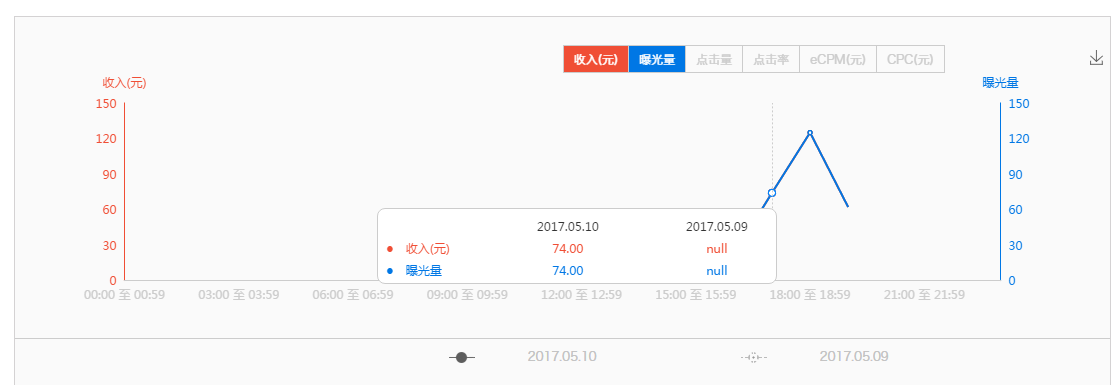 收入(元) 曝光量 点击量 点击率 eCPM(元) CPC(元)
收入(元) 曝光量
150 150
120 120
90 90
60 60
30 30
0 0
2017.05.10 2017.05.09
收入(元) 74.00 null
曝光量 74.00 null
00:00 至 00:59 03:00 至 03:59 06:00 至 06:59 09:00 至 09:59 12:00 至 12:59 15:00 至 15:59 18:00 至 18:59 21:00 至 21:59
2017.05.10 2017.05.09